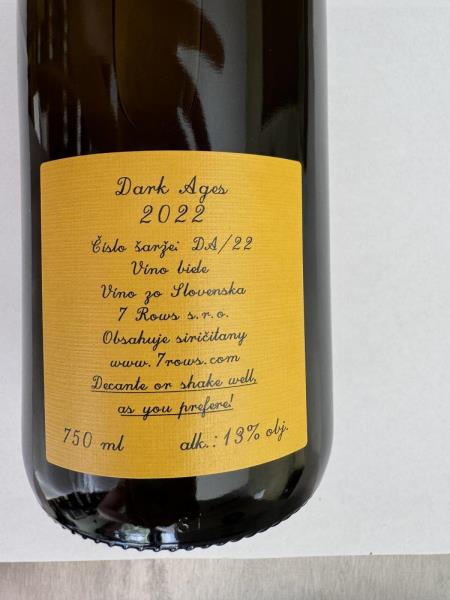 Dark Ages
2022
Číslo šarže: DA/22
Víno biele
Víno zo Slovenska
7 Rows s.r.o.
Obsahuje siričitany
www.7rows.com
Decante or shake well,
as you prefere!
750 ml alk.: 13% obj.